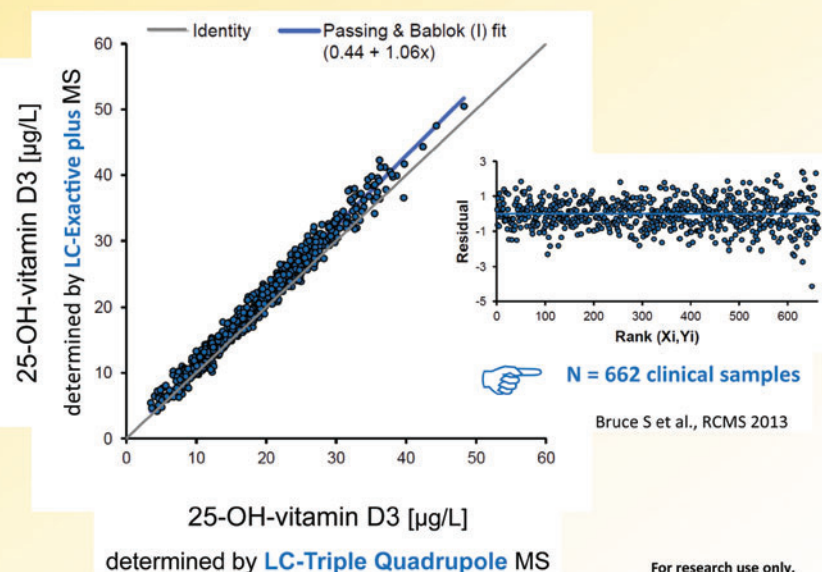 Identity
Passing & Bablok (I) fit
(0.44 + 1.06x)
25-OH-vitamin D3 [µg/L]
determined by LC-Exactive plus MS
60
50
40
30
20
10
0
0 10 20 30 40 50 60
25-OH-vitamin D3 [µg/L]
determined by LC-Triple Quadrupole MS
Residual
3
1
-1
-3
-5
0 100 200 300 400 500 600
Rank (Xi,Yi)
N = 662 clinical samples
Bruce S et al., RCMS 2013
For research use only.